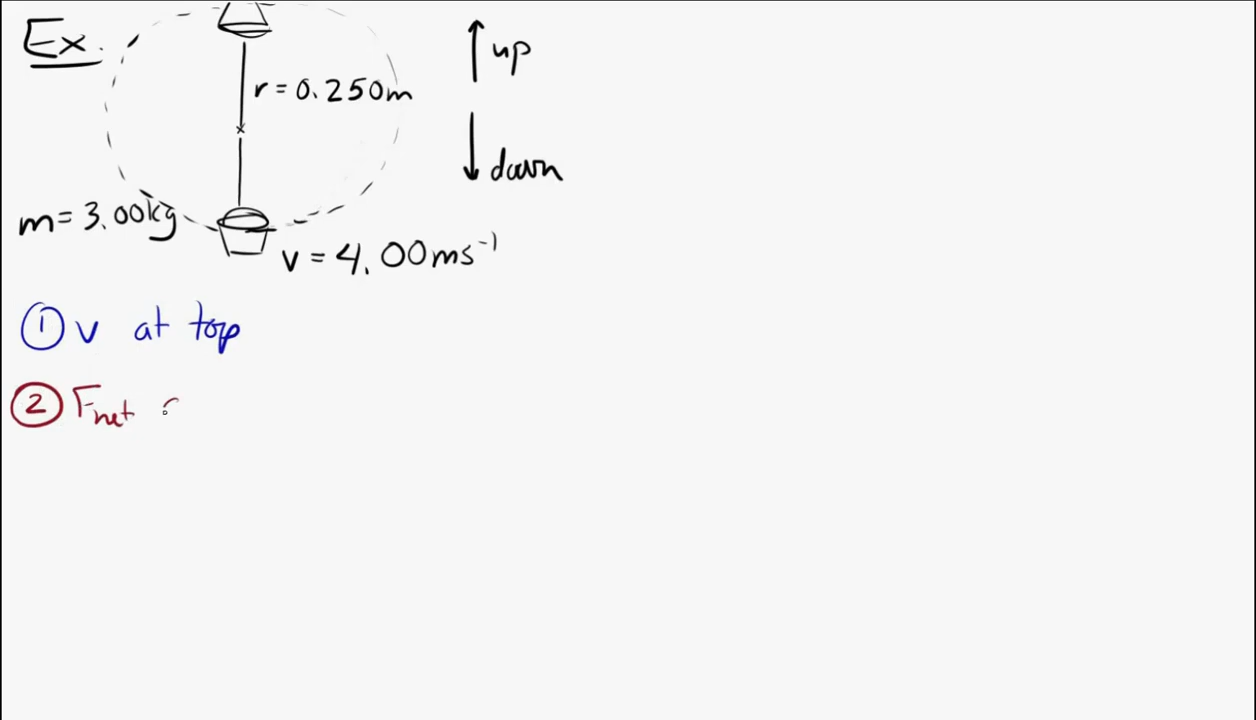 Ex.
↑ up
r = 0.250m
↓ down
m = 3.00kg
v = 4.00ms⁻¹
① v at top
② Fnet